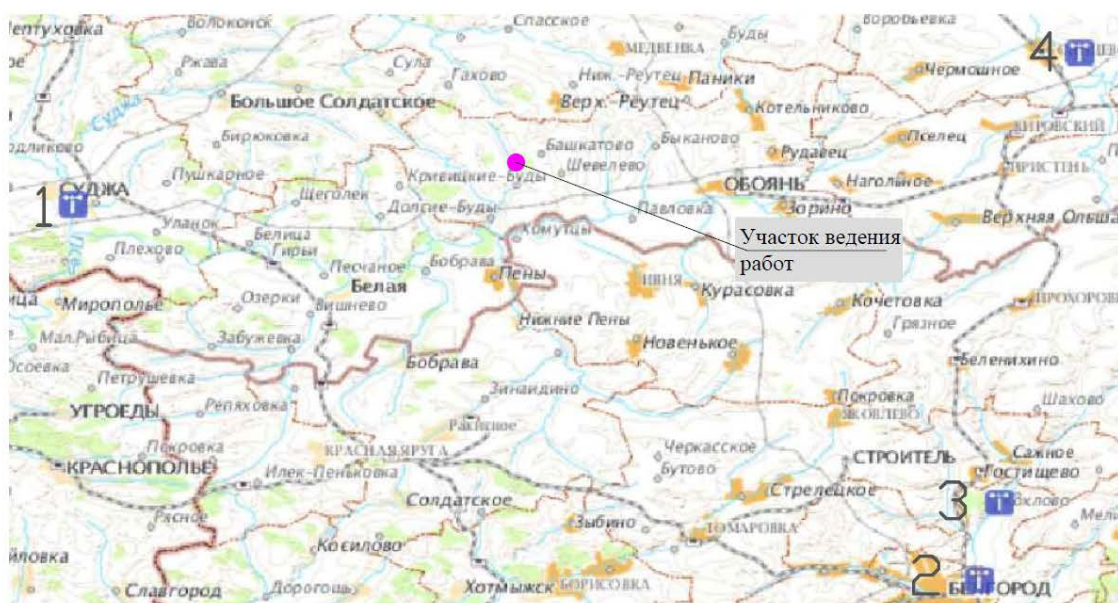 Волоконск
Спасское
Воробьевка
МЕДВЕНКА
Буды
4
Ржава
Сула
Гахово
Ниж.-Реутец
Паники
Чермошное
Большое Солдатское
Верх.-Реутец
Котельниково
Суджа
Бирюковка
Башкатово
Быканово
Пселец
КИРОВСКИЙ
Шевелево
Рудавец
Пушкарное
Кривицкие-Буды
ОБОЯНЬ
Нагольное
ПРИСТЕНЬ
1
СУДЖА
Щеголек
Долгие-Буды
Павловка
Зорино
Верхняя Ольша
Уланок
Хомутцы
Участок ведения
работ
Плехово
Белица
Гирьи
Песчаное
Бобрава
Пены
ИВНЯ
Белая
Курасовка
Кочетовка
ПРОХОРОВ
Мирополье
Озерки
Вишнево
Нижние Пены
Грязное
Мал.Рыбица
Забужевка
Новенькое
Беленихино
Бобрава
Петрушевка
Зинаидино
Покровка
Шахово
УГРОЕДЫ
Репяховка
Ракитное
ЯКОВЛЕВО
Покровка
КРАСНАЯ ЯРУГА
Черкасское
Сажное
КРАСНОПОЛЬЕ
Илек-Пеньковка
Бутово
СТРОИТЕЛЬ
Гостищево
Солдатское
Стрелецкое
3
Рясное
Зыбино
ТОМАРОВКА
Косилово
2
Славгород
Дорогощь
Хотмыжск
БОРИСОВКА
БЕЛГОРОД